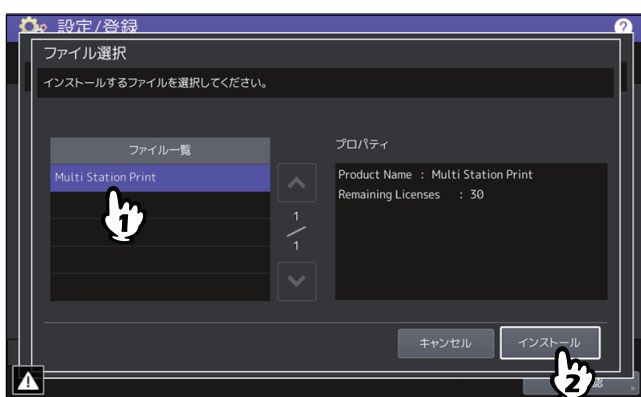 設定/登録
?
ファイル選択
インストールするファイルを選択してください。
ファイル一覧
Multi Station Print
1
1
1
プロパティ
Product Name : Multi Station Print
Remaining Licenses : 30
キャンセル
インストール
2
認